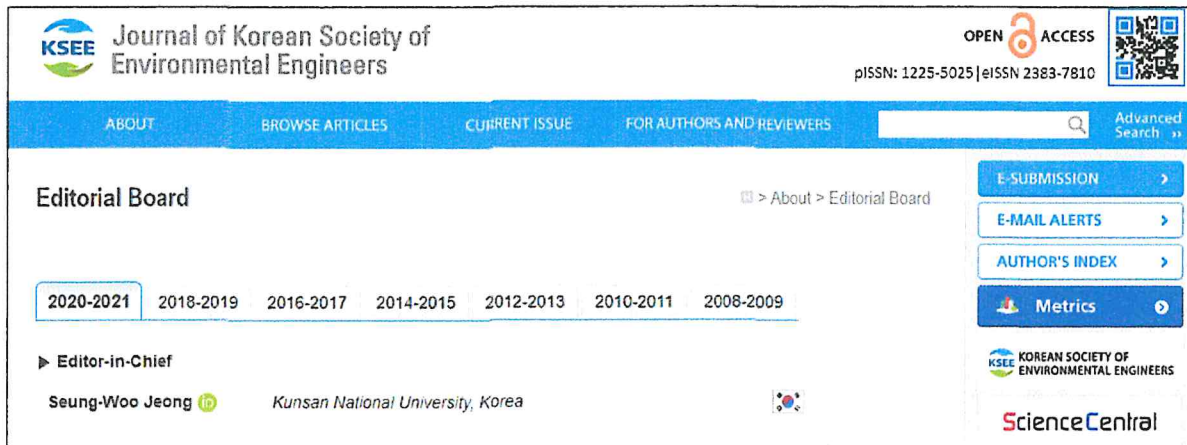 KSEE
Journal of Korean Society of
Environmental Engineers
OPEN ACCESS
pISSN: 1225-5025|eISSN 2383-7810
ABOUT BROWSE ARTICLES CURRENT ISSUE FOR AUTHORS AND REVIEWERS
Advanced
Search ››
Editorial Board
H > About > Editorial Board
E-SUBMISSION
E-MAIL ALERTS
AUTHOR'S INDEX
Metrics
2020-2021 2018-2019 2016-2017 2014-2015 2012-2013 2010-2011 2008-2009
▶ Editor-in-Chief
Seung-Woo Jeong iD Kunsan National University, Korea
KSEE KOREAN SOCIETY OF
ENVIRONMENTAL ENGINEERS
ScienceCentral